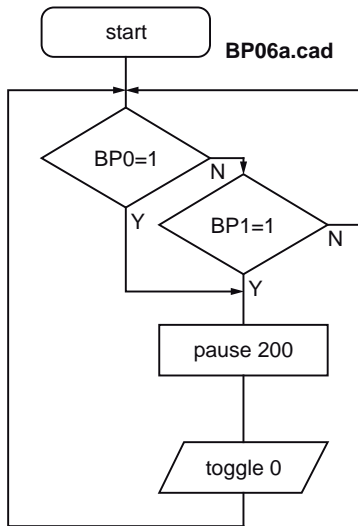 start
BP06a.cad
BP0=1
N
Y
BP1=1
N
Y
pause 200
toggle 0